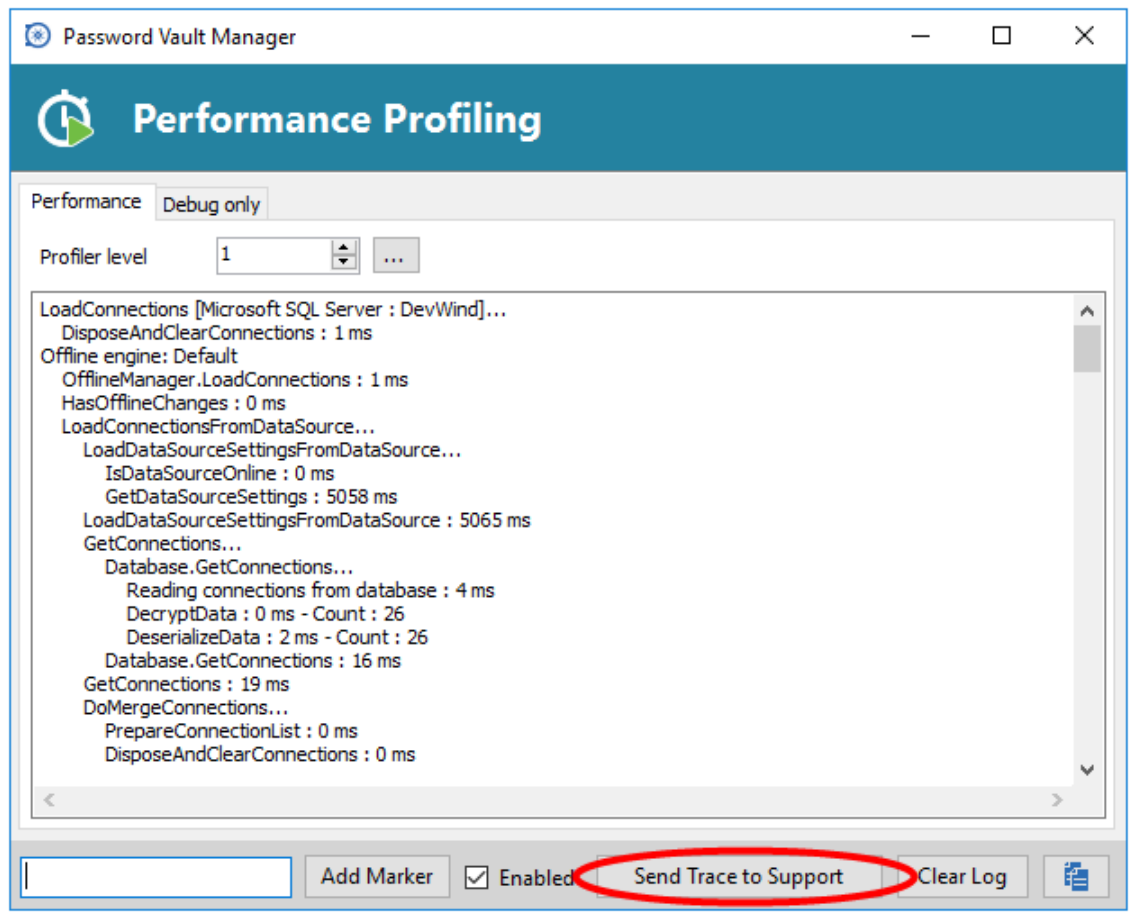 Password Vault Manager
Performance Profiling
Performance Debug only
Profiler level 1 ...
LoadConnections [Microsoft SQL Server : DevWind]...
DisposeAndClearConnections : 1 ms
Offline engine: Default
OfflineManager.LoadConnections : 1 ms
HasOfflineChanges : 0 ms
LoadConnectionsFromDataSource...
LoadDataSourceSettingsFromDataSource...
IsDataSourceOnline : 0 ms
GetDataSourceSettings : 5058 ms
LoadDataSourceSettingsFromDataSource : 5065 ms
GetConnections...
Database.GetConnections...
Reading connections from database : 4 ms
DecryptData : 0 ms - Count : 26
DeserializeData : 2 ms - Count : 26
Database.GetConnections : 16 ms
GetConnections : 19 ms
DoMergeConnections...
PrepareConnectionList : 0 ms
DisposeAndClearConnections : 0 ms
Add Marker Enabled Send Trace to Support Clear Log